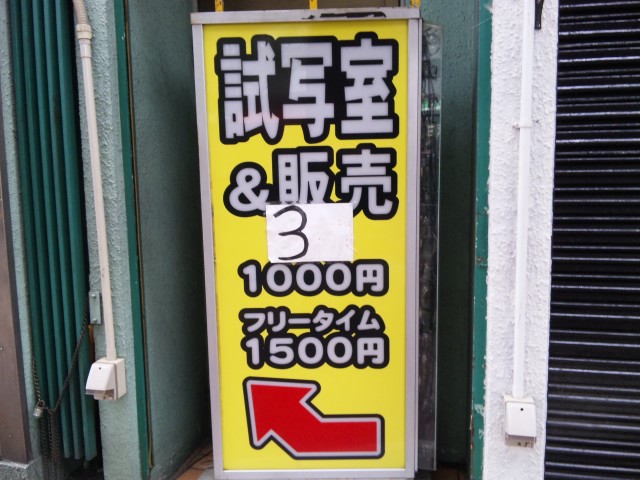 試写室
&販売
3
1000円
フリータイム
1500円